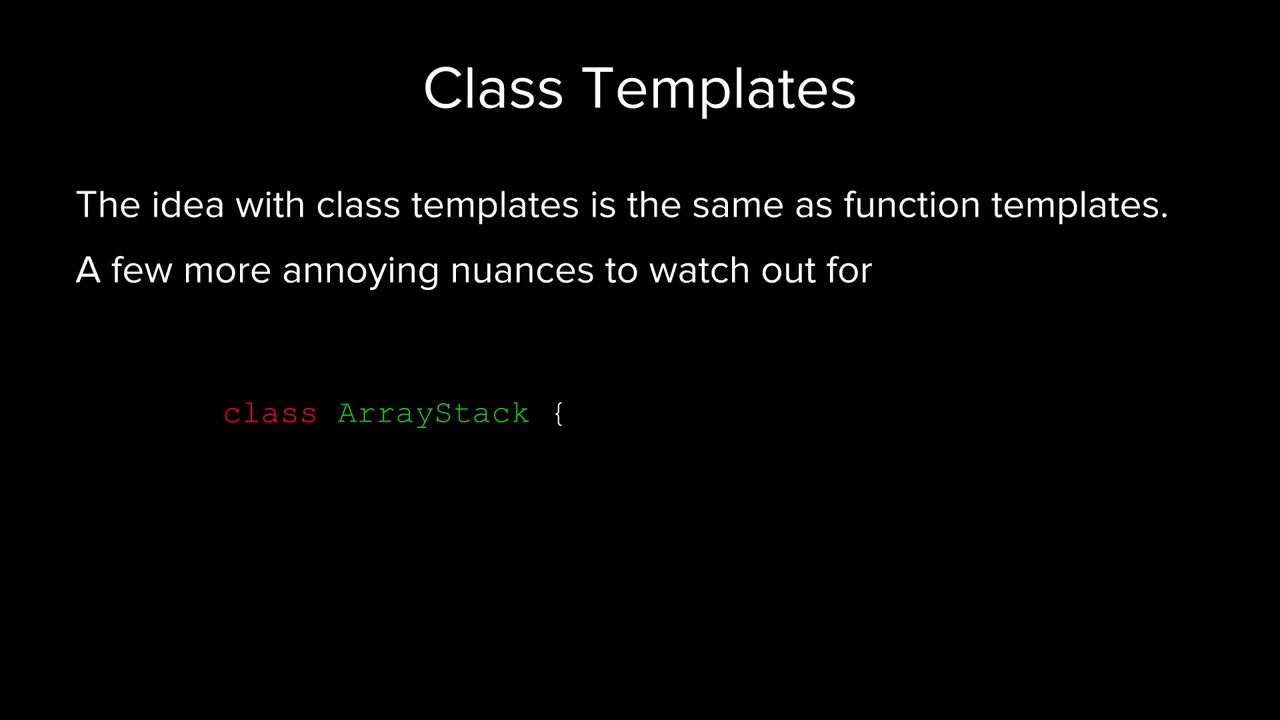 Class Templates
The idea with class templates is the same as function templates.
A few more annoying nuances to watch out for
class ArrayStack {